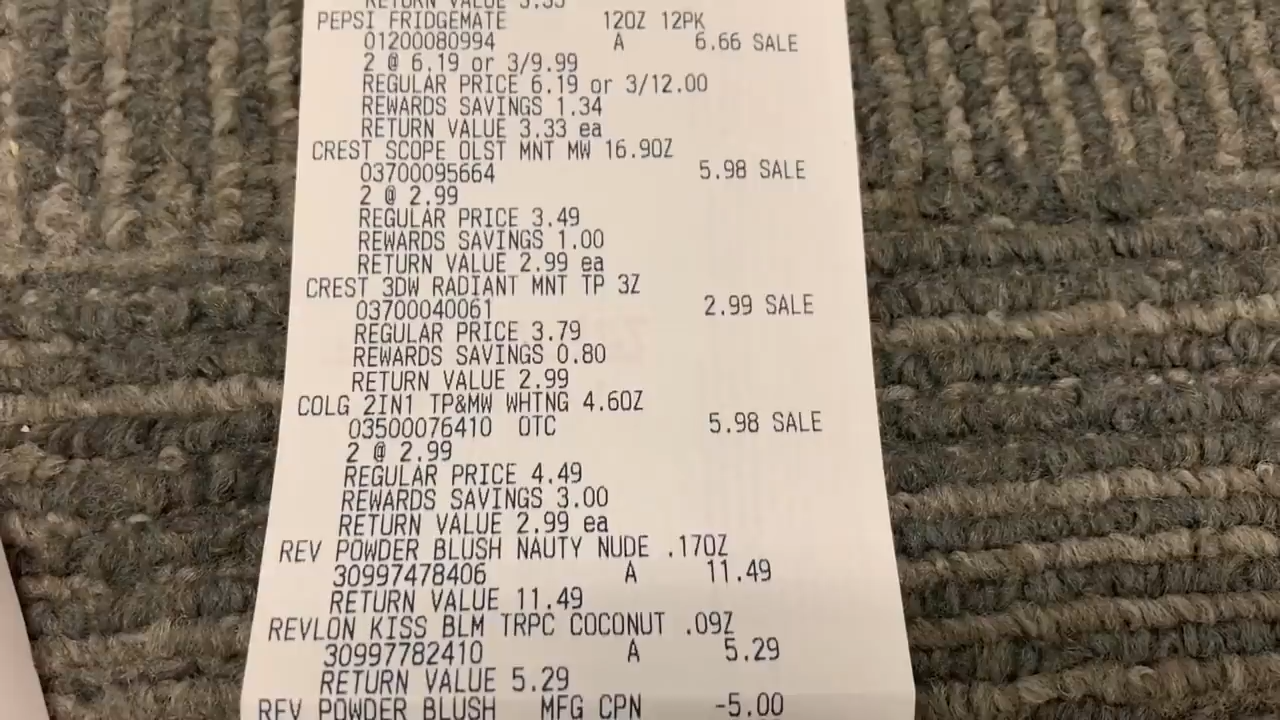 RETURN VALUE 3.33
PEPSI FRIDGEMATE 12OZ 12PK
01200080994 A 6.66 SALE
2 @ 6.19 or 3/9.99
REGULAR PRICE 6.19 or 3/12.00
REWARDS SAVINGS 1.34
RETURN VALUE 3.33 ea
CREST SCOPE OLST MNT MW 16.9OZ
03700095664 5.98 SALE
2 @ 2.99
REGULAR PRICE 3.49
REWARDS SAVINGS 1.00
RETURN VALUE 2.99 ea
CREST 3DW RADIANT MNT TP 3Z
03700040061 2.99 SALE
REGULAR PRICE 3.79
REWARDS SAVINGS 0.80
RETURN VALUE 2.99
COLG 2IN1 TP&MW WHTNG 4.6OZ
03500076410 OTC 5.98 SALE
2 @ 2.99
REGULAR PRICE 4.49
REWARDS SAVINGS 3.00
RETURN VALUE 2.99 ea
REV POWDER BLUSH NAUTY NUDE .17OZ
30997478406 A 11.49
RETURN VALUE 11.49
REVLON KISS BLM TRPC COCONUT .09Z
30997782410 A 5.29
RETURN VALUE 5.29
REV POWDER BLUSH MFG CPN -5.00